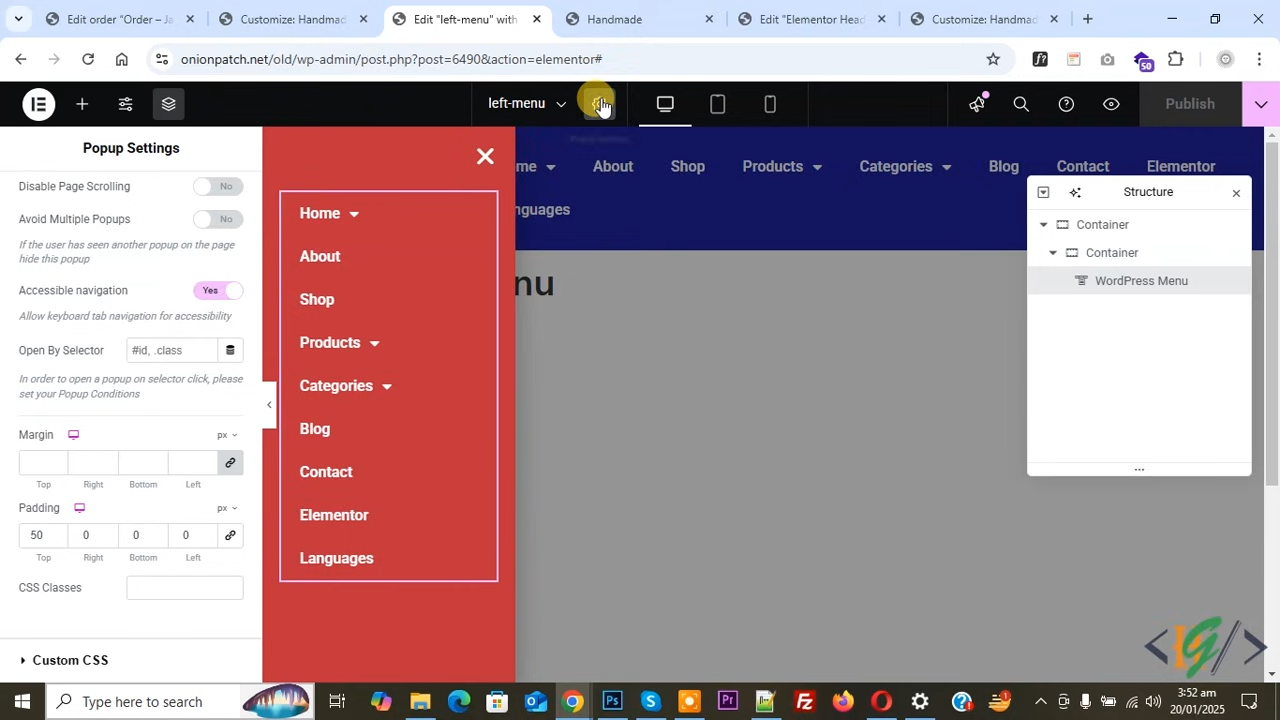 Edit order "Order – Ja
Customize: Handmad
Edit "left-menu" with
Handmade
Edit "Elementor Head
Customize: Handmad
onionpatch.net/old/wp-admin/post.php?post=6490&action=elementor#
50
left-menu
Publish
Popup Settings
Disable Page Scrolling
No
Avoid Multiple Popups
No
If the user has seen another popup on the page
hide this popup
Accessible navigation
Yes
Allow keyboard tab navigation for accessibility
Open By Selector
#id, .class
In order to open a popup on selector click, please
set your Popup Conditions
Margin
px
Top
Right
Bottom
Left
Padding
px
50
0
0
0
Top
Right
Bottom
Left
CSS Classes
Custom CSS
Home
About
Shop
Products
Categories
Blog
Contact
Elementor
Languages
me
About
Shop
Products
Categories
Blog
Contact
Elementor
nguages
nu
Structure
Container
Container
WordPress Menu
Type here to search
3:52 am
20/01/2025